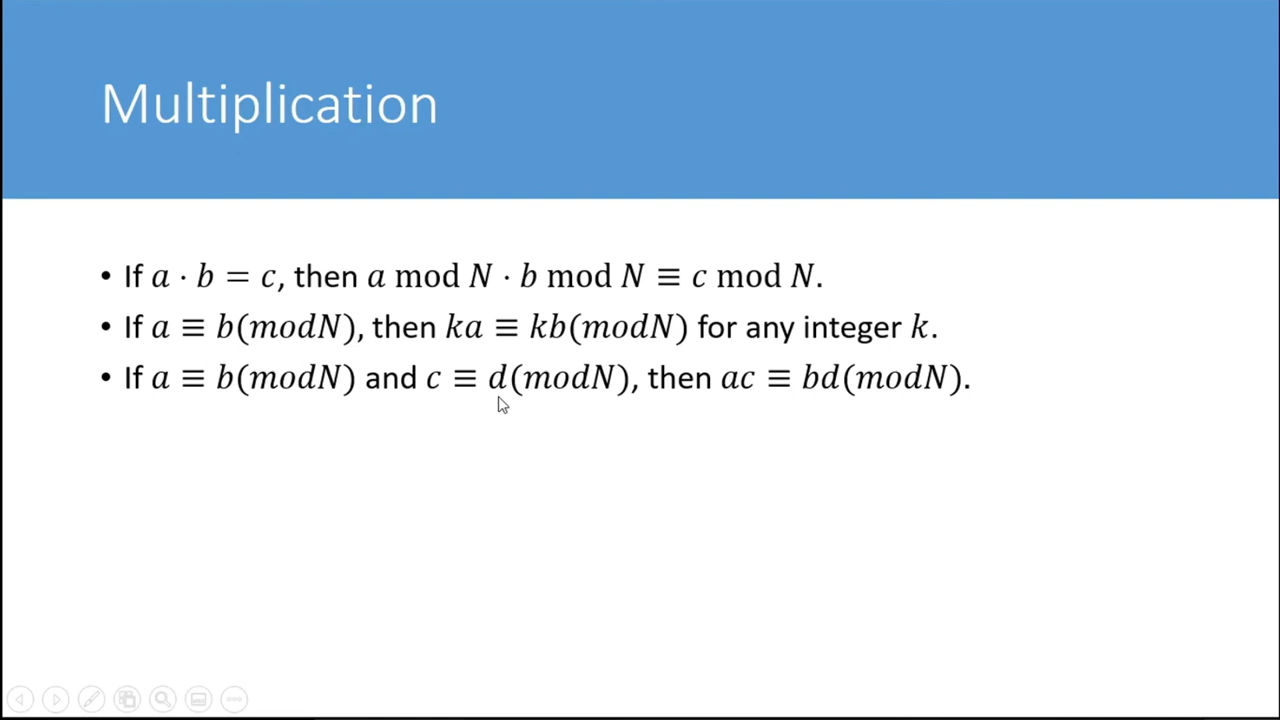 Multiplication
• If a · b = c, then a mod N · b mod N ≡ c mod N.
• If a ≡ b(modN), then ka ≡ kb(modN) for any integer k.
• If a ≡ b(modN) and c ≡ d(modN), then ac ≡ bd(modN).